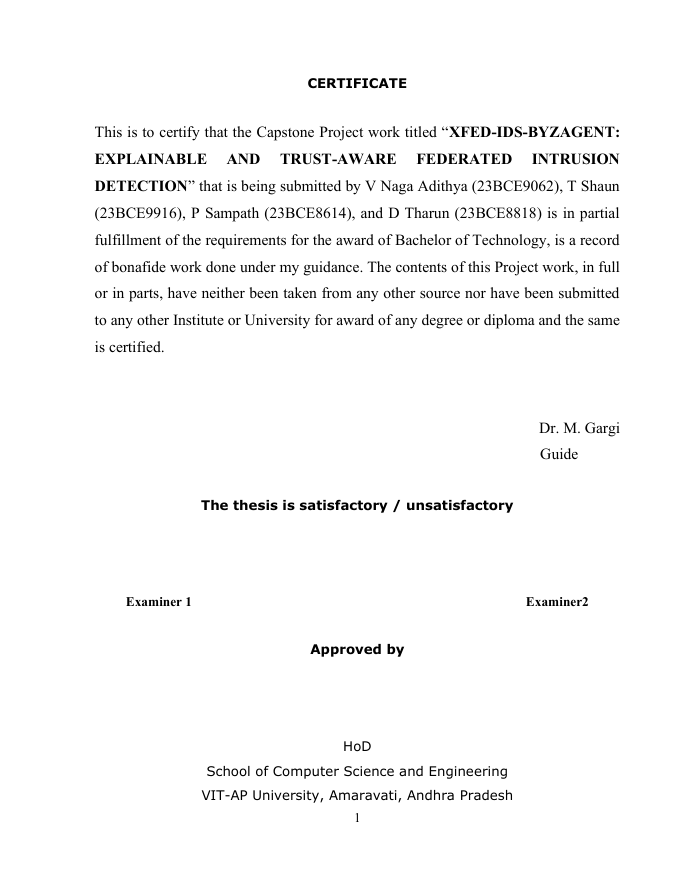 CERTIFICATE
This is to certify that the Capstone Project work titled “XFED-IDS-BYZAGENT:
EXPLAINABLE AND TRUST-AWARE FEDERATED INTRUSION
DETECTION” that is being submitted by V Naga Adithya (23BCE9062), T Shaun
(23BCE9916), P Sampath (23BCE8614), and D Tharun (23BCE8818) is in partial
fulfillment of the requirements for the award of Bachelor of Technology, is a record
of bonafide work done under my guidance. The contents of this Project work, in full
or in parts, have neither been taken from any other source nor have been submitted
to any other Institute or University for award of any degree or diploma and the same
is certified.
Dr. M. Gargi
Guide
The thesis is satisfactory / unsatisfactory
Examiner 1 Examiner2
Approved by
HoD
School of Computer Science and Engineering
VIT-AP University, Amaravati, Andhra Pradesh
1